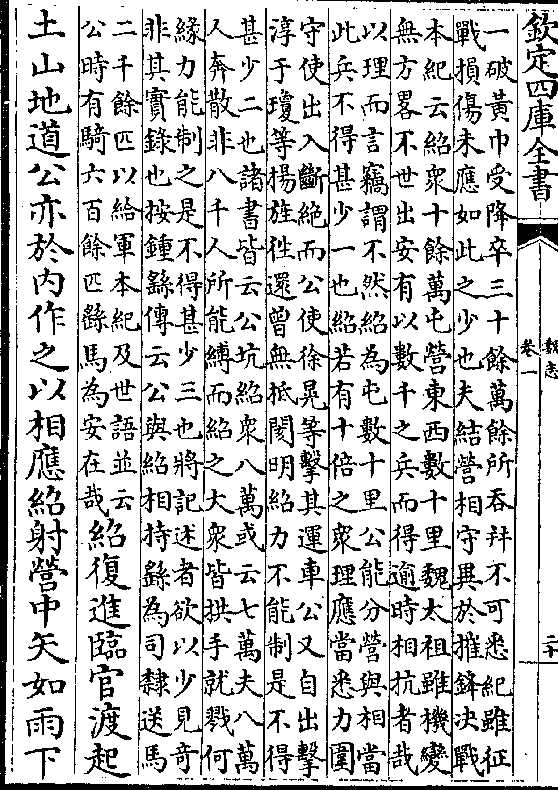 欽定四庫全書
魏志
卷一
二十
一破黄巾受降卒三十餘萬餘所吞并不可悉紀雖征
戰損傷未應如此之少也夫結營相守異於摧鋒决戰
本紀云紹衆十餘萬屯營東西數十里魏太祖雖機變
無方畧不世出安有以數千之兵而得逾時相抗者哉
以理而言竊謂不然紹為屯數十里公能分營與相當
此兵不得甚少一也紹若有十倍之衆理應當悉力圍
守使出入斷絶而公使徐晃等擊其運車公又自出擊
淳于瓊等揚旌徃還曾無抵閡明紹力不能制是不得
甚少二也諸書皆云公坑紹衆八萬或云七萬夫八萬
人奔散非八千人所能縛而紹之大衆皆拱手就戮何
緣力能制之是不得甚少三也將記述者欲以少見奇
非其實錄也按鍾繇傳云公與紹相持繇為司隸送馬
二千餘匹以給軍本紀及世語並云
公時有騎六百餘匹繇馬為安在哉
紹復進臨官渡起
土山地道公亦於内作之以相應紹射營中矢如雨下